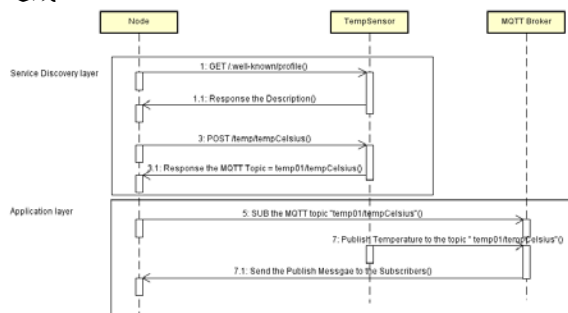 Node TempSensor MQTT Broker
Service Discovery layer
1: GET /.well-known/profile()
1.1: Response the Description()
3: POST /temp/tempCelsius()
3.1: Response the MQTT Topic = temp01/tempCelsius()
Application layer
5: SUB the MQTT topic "temp01/tempCelsius"()
7: Publish Temperature to the topic " temp01/tempCelsius"()
7.1: Send the Publish Messgae to the Subscribers()